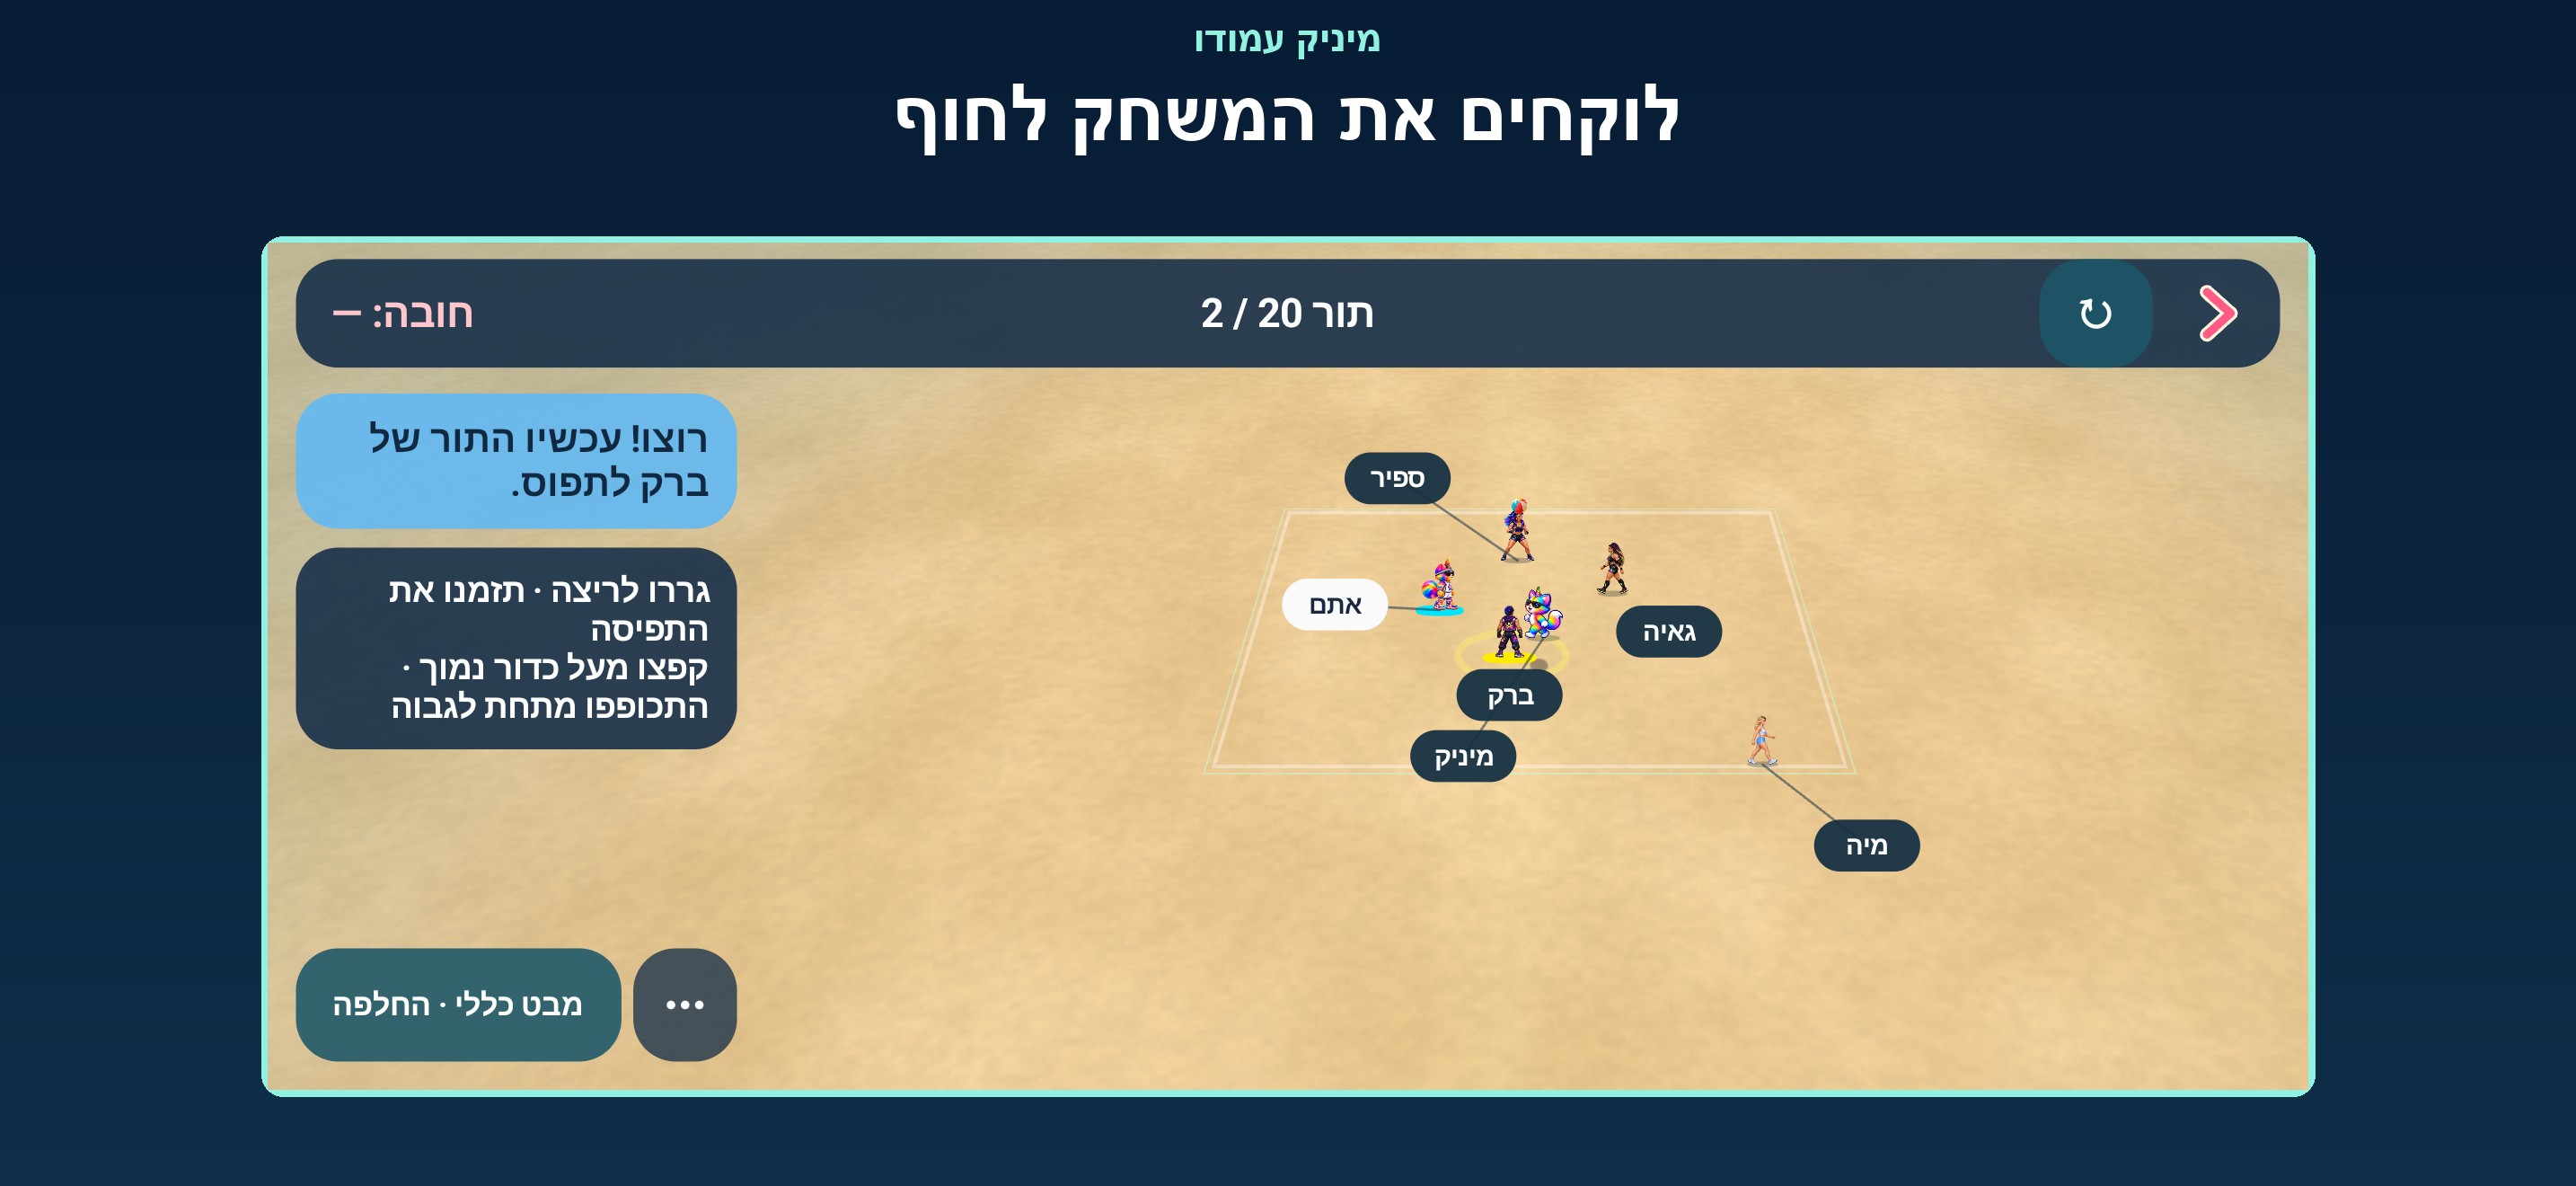 מיניק עמודו
לוקחים את המשחק לחוף
תור 20 / 2
חובה: —
רוצו! עכשיו התור של
ברק לתפוס.
גררו לריצה · תזמנו את
התפיסה
קפצו מעל כדור נמוך ·
התכופפו מתחת לגבוה
ספיר
אתם
גאיה
ברק
מיניק
מיה
מבט כללי · החלפה